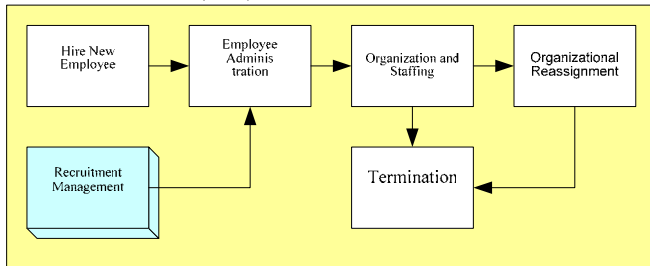 Hire New
Employee
Employee
Adminis
tration
Organization and
Staffing
Organizational
Reassignment
Recruitment
Management
Termination